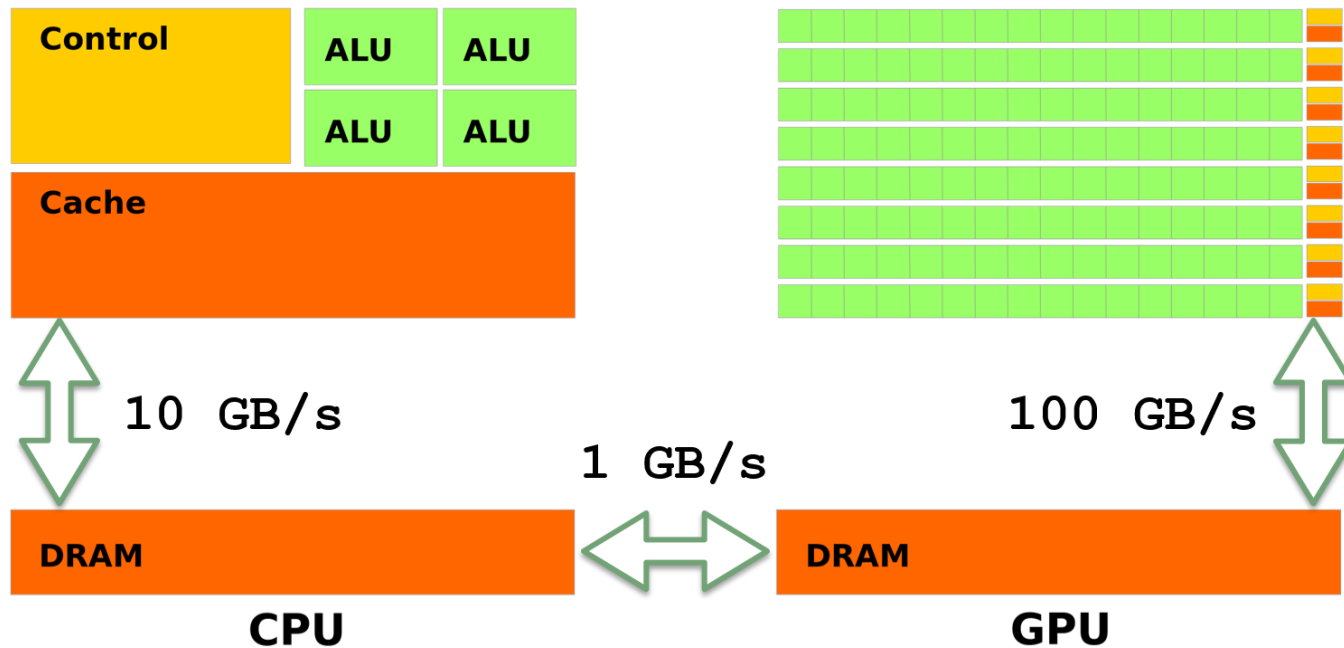 Control
ALU ALU
ALU ALU
Cache
10 GB/s
100 GB/s
1 GB/s
DRAM
DRAM
CPU
GPU